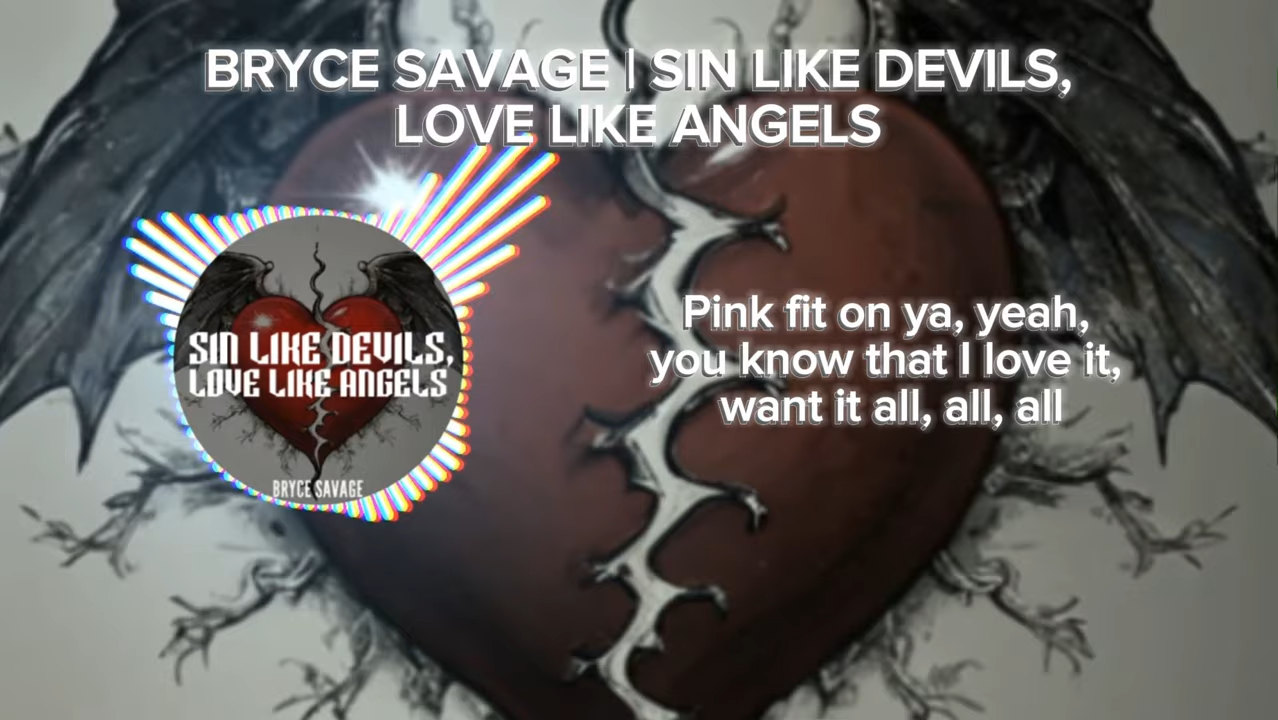 BRYCE SAVAGE | SIN LIKE DEVILS,
LOVE LIKE ANGELS
SIN LIKE DEVILS,
LOVE LIKE ANGELS
BRYCE SAVAGE
Pink fit on ya, yeah,
you know that I love it,
want it all, all, all